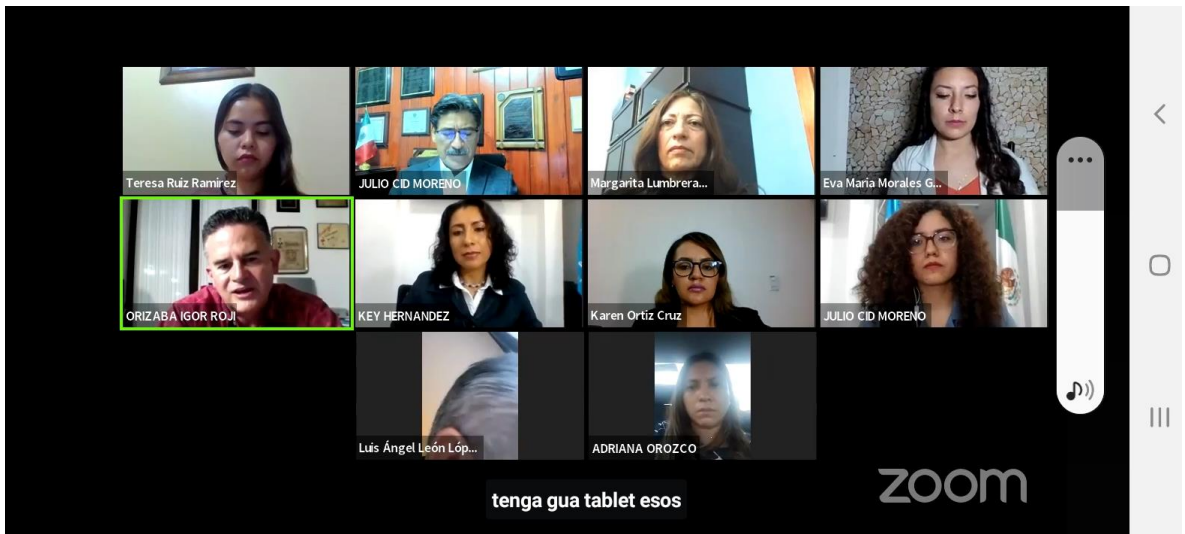 Teresa Ruiz Ramirez
JULIO CID MORENO
Margarita Lumbrera...
Eva Maria Morales G...
ORIZABA IGOR ROJI
KEY HERNANDEZ
Karen Ortiz Cruz
JULIO CID MORENO
Luis Ángel León Lóp...
ADRIANA OROZCO
zoom
tenga gua tablet esos